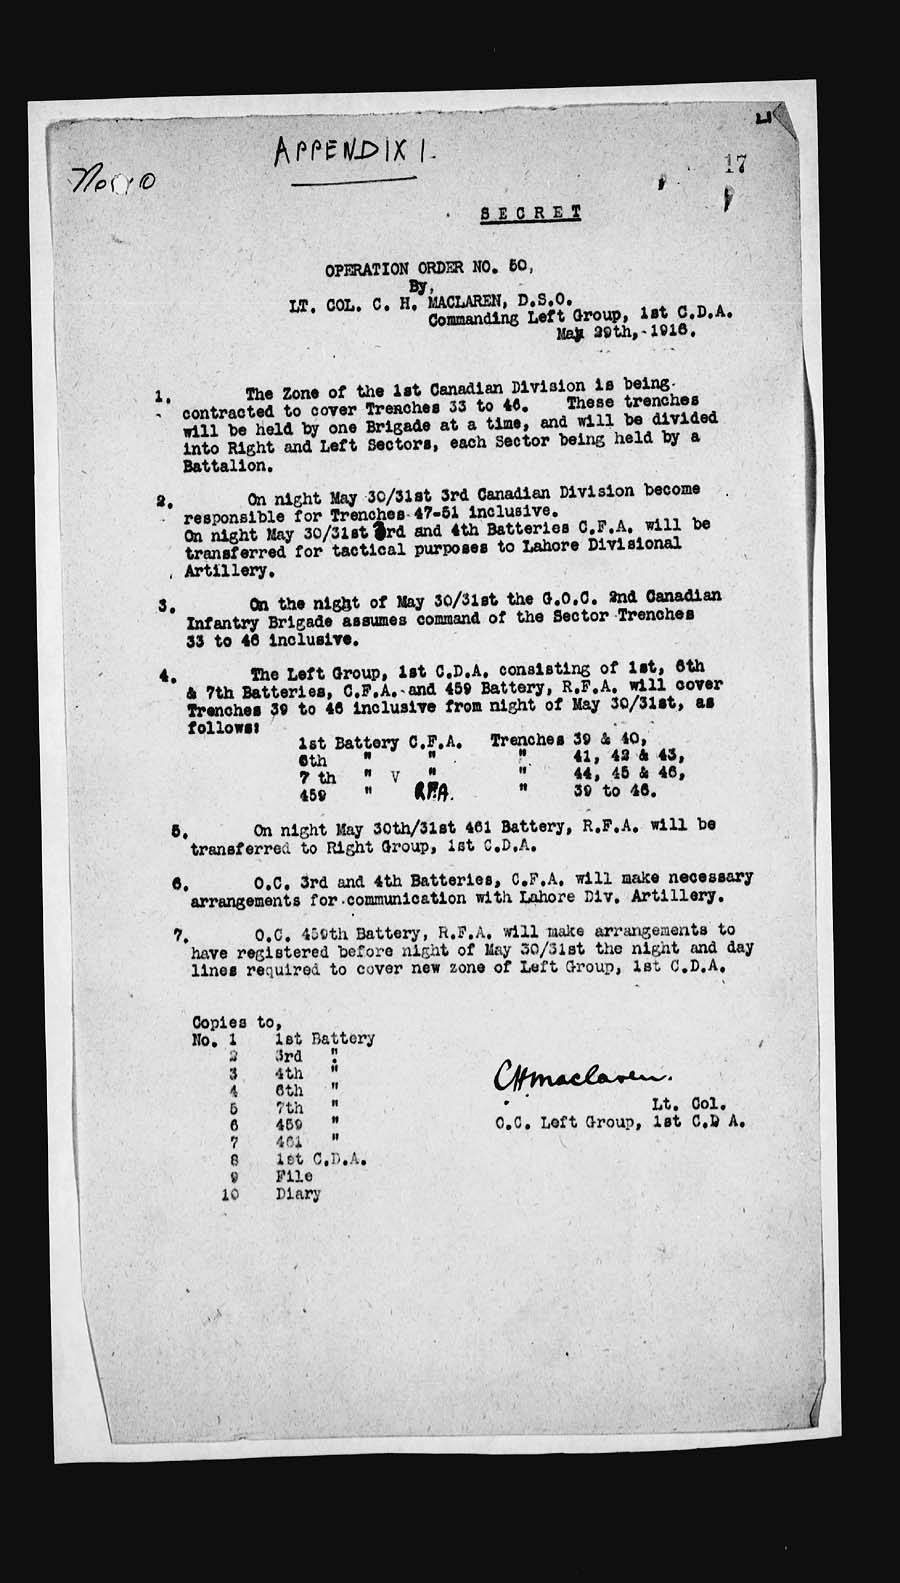 APPENDIX 1.
No. 10
17
SECRET
OPERATION ORDER NO. 50,
By,
LT. COL. C. H. MACLAREN, D.S.O.
Commanding Left Group, 1st C.D.A.
May 29th, 1916.
1. The Zone of the 1st Canadian Division is being
contracted to cover Trenches 33 to 46. These trenches
will be held by one Brigade at a time, and will be divided
into Right and Left Sectors, each Sector being held by a
Battalion.
2. On night May 30/31st 3rd Canadian Division become
responsible for Trenches 47-51 inclusive.
On night May 30/31st 3rd and 4th Batteries C.F.A. will be
transferred for tactical purposes to Lahore Divisional
Artillery.
3. On the night of May 30/31st the G.O.C. 2nd Canadian
Infantry Brigade assumes command of the Sector Trenches
33 to 46 inclusive.
4. The Left Group, 1st C.D.A. consisting of 1st, 6th
& 7th Batteries, C.F.A. and 459 Battery, R.F.A. will cover
Trenches 39 to 46 inclusive from night of May 30/31st, as
follows:
1st Battery C.F.A. Trenches 39 & 40,
6th " " " 41, 42 & 43,
7 th " V " " 44, 45 & 46,
459 " R.F.A. " 39 to 46.
5. On night May 30th/31st 461 Battery, R.F.A. will be
transferred to Right Group, 1st C.D.A.
6. O.C. 3rd and 4th Batteries, C.F.A. will make necessary
arrangements for communication with Lahore Div. Artillery.
7. O.C. 459th Battery, R.F.A. will make arrangements to
have registered before night of May 30/31st the night and day
lines required to cover new zone of Left Group, 1st C.D.A.
Copies to,
No. 1 1st Battery
2 3rd "
3 4th "
4 6th "
5 7th "
6 459 "
7 461 "
8 1st C.D.A.
9 File
10 Diary
CHMaclaren.
Lt. Col.
O.C. Left Group, 1st C.D A.